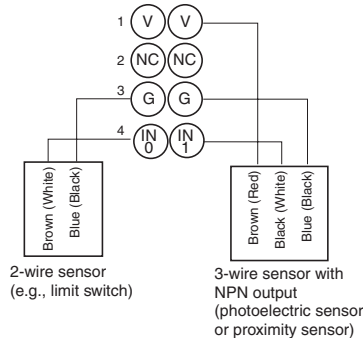 1 V V
2 NC NC
3 G G
4 IN 0 IN 1
Brown (White)
Blue (Black)
Brown (Red)
Black (White)
Blue (Black)
2-wire sensor
(e.g., limit switch)
3-wire sensor with
NPN output
(photoelectric sensor
or proximity sensor)